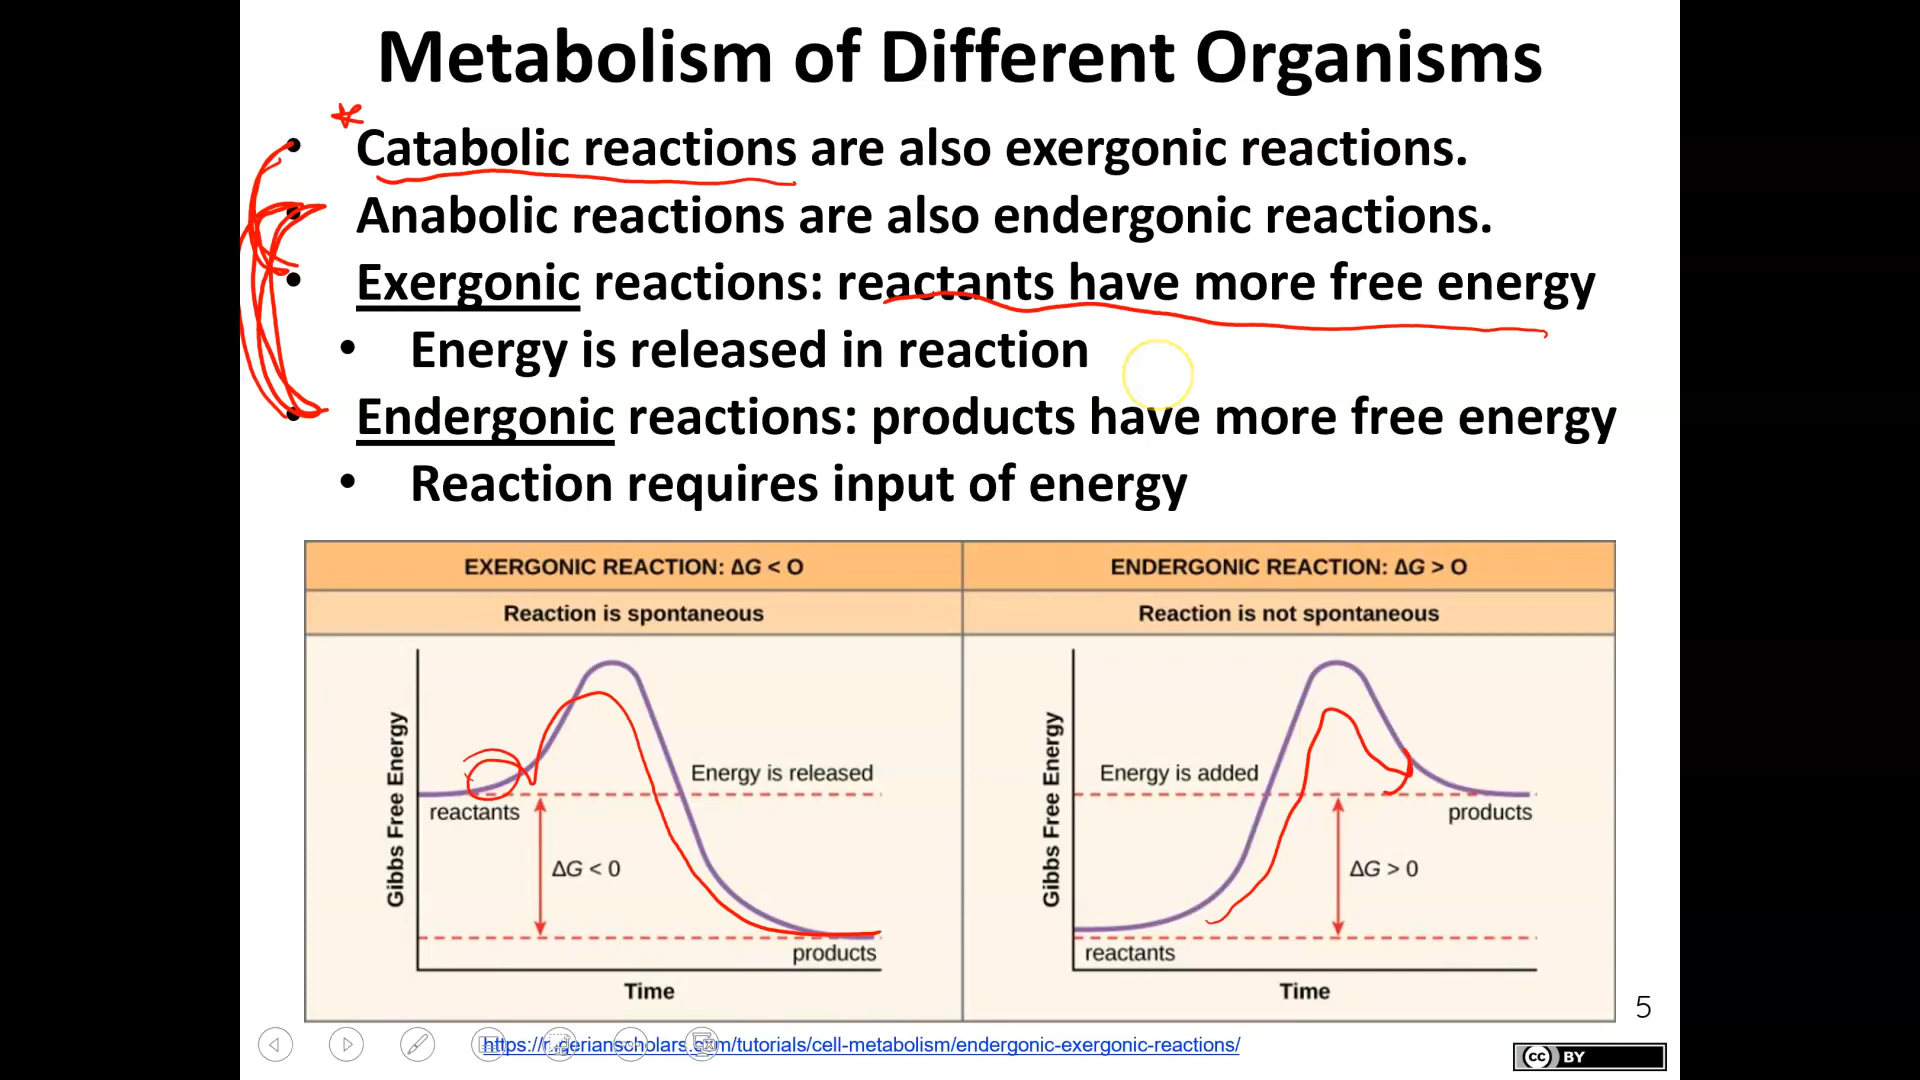 Metabolism of Different Organisms
• Catabolic reactions are also exergonic reactions.
• Anabolic reactions are also endergonic reactions.
• Exergonic reactions: reactants have more free energy
• Energy is released in reaction
• Endergonic reactions: products have more free energy
• Reaction requires input of energy
EXERGONIC REACTION: ΔG < O
ENDERGONIC REACTION: ΔG > O
Reaction is spontaneous
Reaction is not spontaneous
Gibbs Free Energy
Energy is released
reactants
ΔG < 0
products
Time
Gibbs Free Energy
Energy is added
products
ΔG > 0
reactants
Time
5
/tutorials/cell-metabolism/endergonic-exergonic-reactions/
cc BY